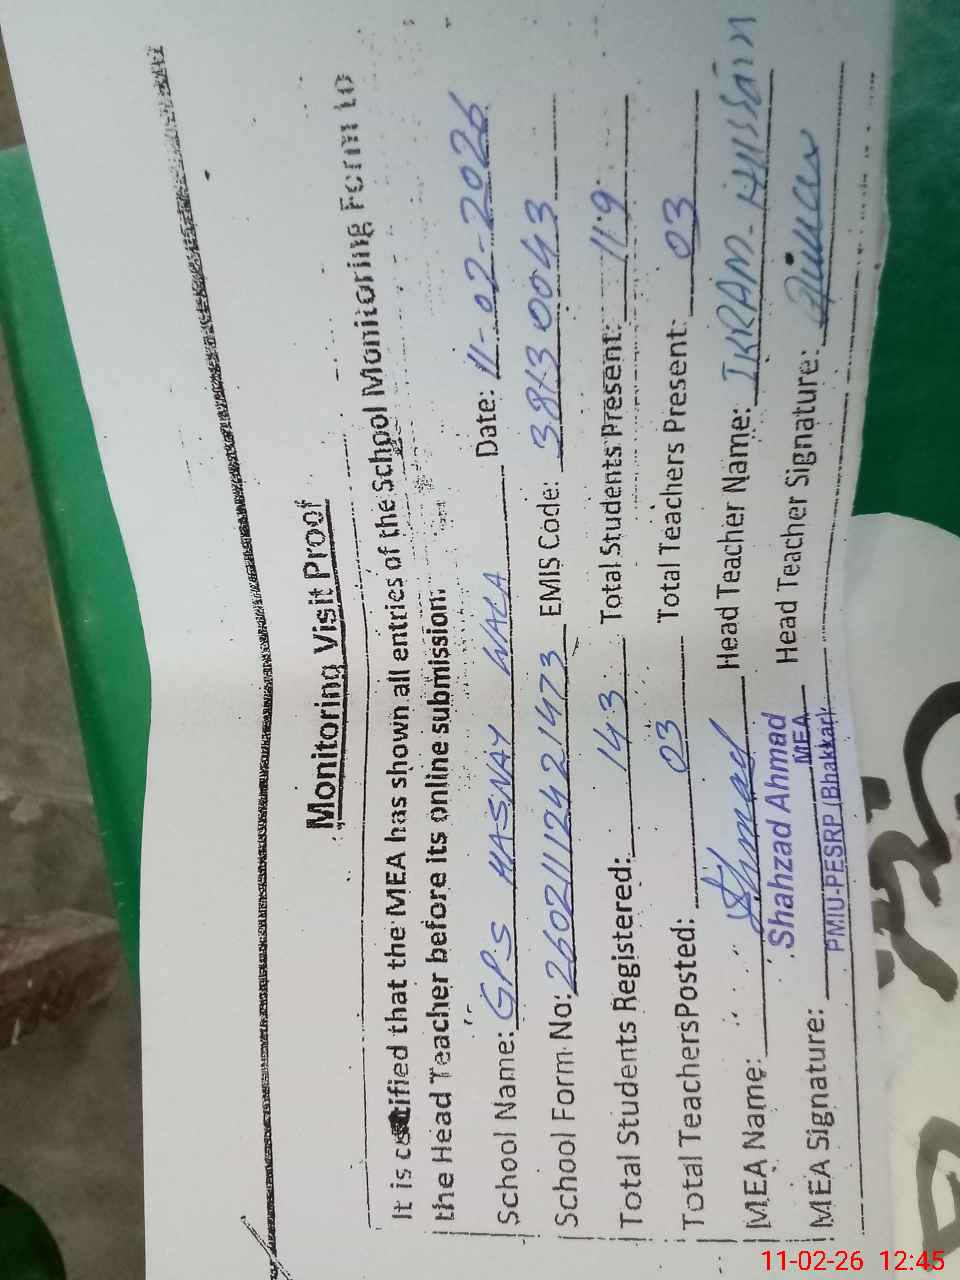 Monitoring Visit Proof
It is certified that the MEA has shown all entries of the School Monitoring Form to
the Head Teacher before its online submission.
School Name: GPS HASNAY WALA Date: 11-02-2026
School Form No: 2602111242 21473 EMIS Code: 38130043
Total Students Registered: 143 Total Students Present: 119
Total TeachersPosted: 03 Total Teachers Present: 03
MEA Name: Head Teacher Name: IKRAM-HUSSAIN
Shahzad Ahmad
MEA Signature: MEA Head Teacher Signature:
PMIU-PESRP (Bhakkar)
11-02-26 12:45